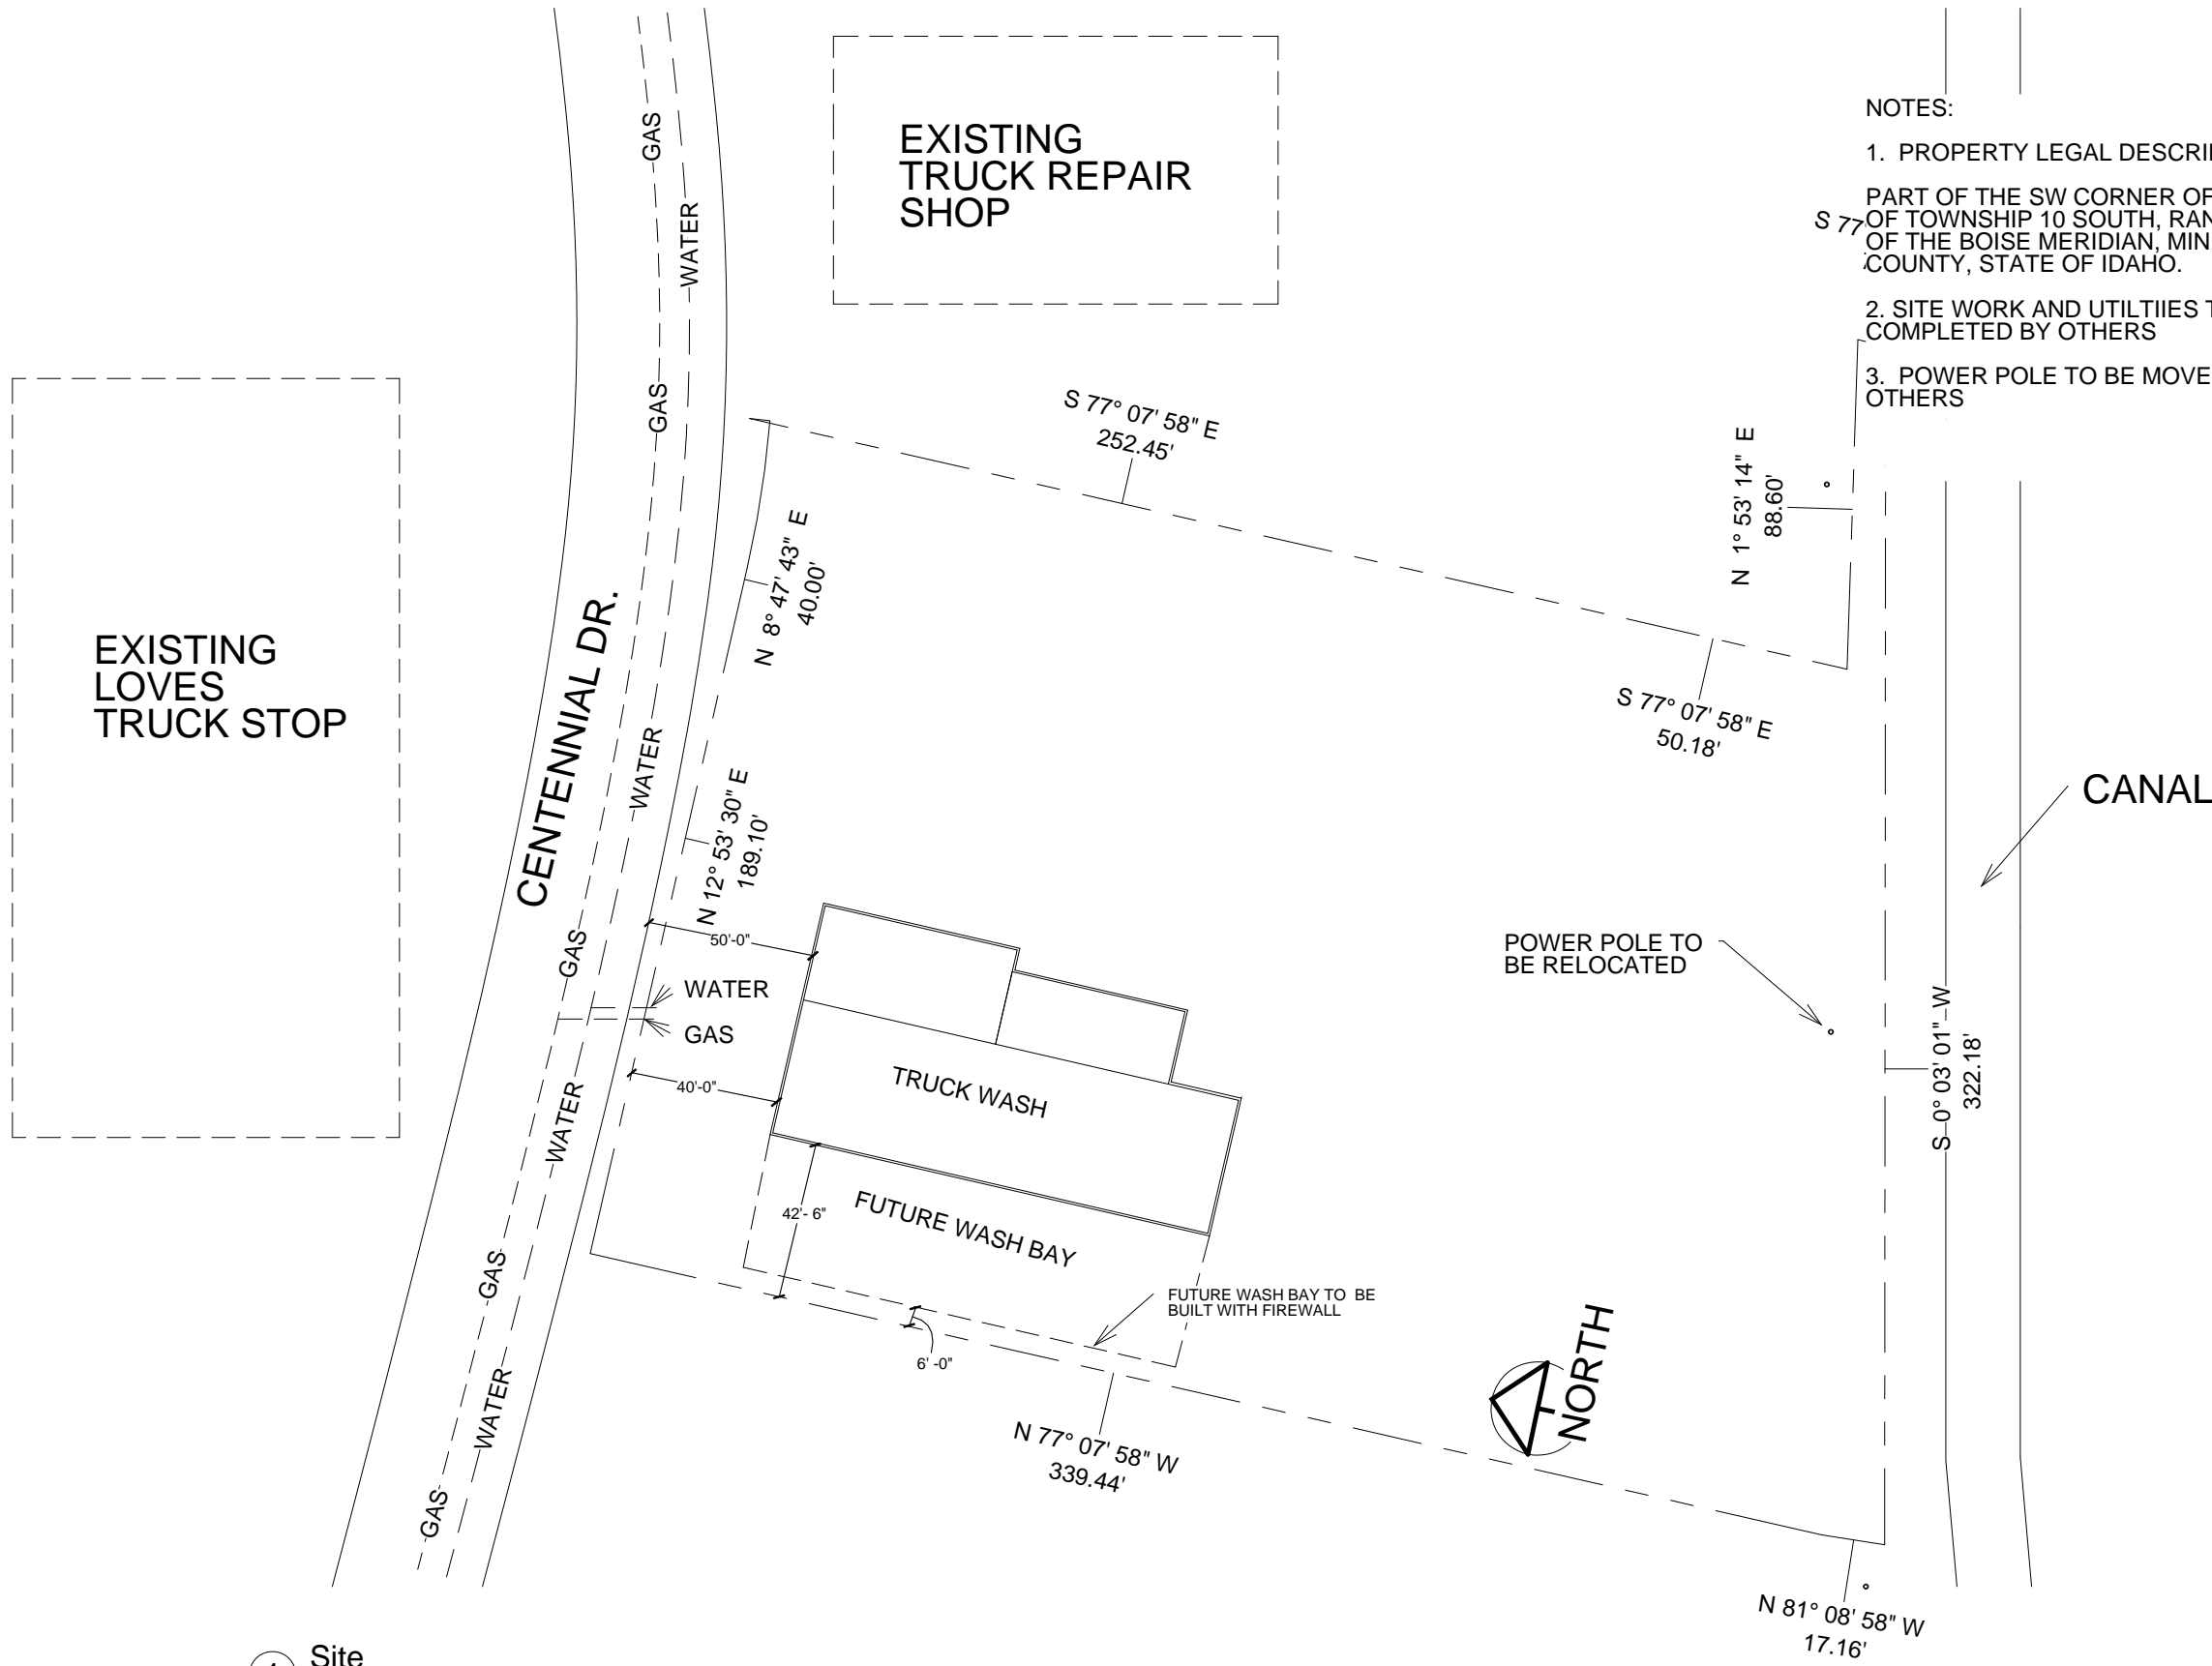 GAS
WATER
GAS
EXISTING
TRUCK REPAIR
SHOP
NOTES:
1. PROPERTY LEGAL
PART OF THE SW CORNER OF
OF TOWNSHIP 10 SOUTH,
OF THE BOISE MERIDIAN,
COUNTY, STATE OF IDAHO.
2. SITE WORK AND UTILTIIES
COMPLETED BY OTHERS
3. POWER POLE TO BE
OTHERS
S 77
S 77° 07' 58" E
252.45'
N 1° 53' 14" E
88.60'
N 8° 47' 43" E
40.00'
EXISTING
LOVES
TRUCK STOP
CENTENNIAL DR.
WATER
S 77° 07' 58" E
50.18'
CANAL
N 12° 53' 30" E
189.10'
50'-0"
GAS
WATER
GAS
POWER POLE TO
BE RELOCATED
S 0° 03' 01" W
322.18'
40'-0"
TRUCK WASH
WATER
42'- 6"
FUTURE WASH BAY
GAS
FUTURE WASH BAY TO BE
BUILT WITH FIREWALL
6' -0"
NORTH
WATER
N 77° 07' 58" W
339.44'
GAS
N 81° 08' 58" W
17.16'
Site